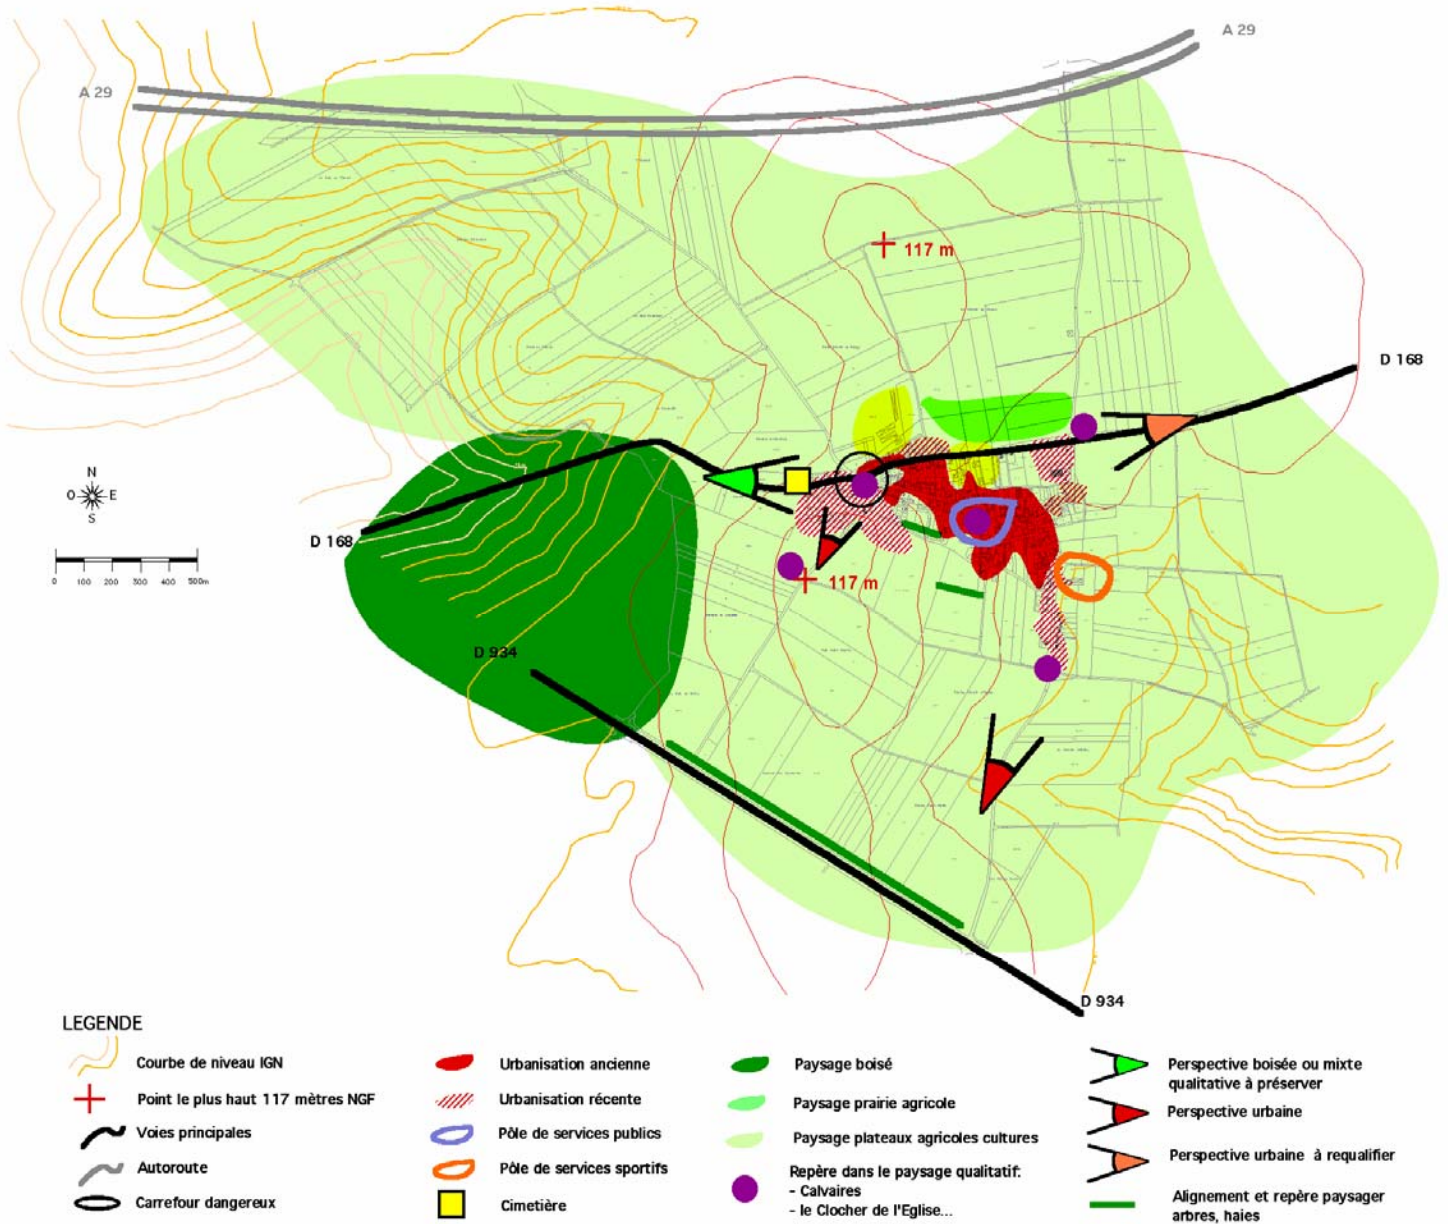 A 29
A 29
117 m
D 168
N
O E
S
D 168
0 100 200 300 400 500m
117 m
D 934
D 934
LEGENDE
Courbe de niveau IGN
Point le plus haut 117 mètres NGF
Voies principales
Autoroute
Carrefour dangereux
Urbanisation ancienne
Urbanisation récente
Pôle de services publics
Pôle de services sportifs
Cimetière
Paysage boisé
Paysage prairie agricole
Paysage plateaux agricoles cultures
Repère dans le paysage qualitatif:
- Calvaires
- le Clocher de l'Eglise...
Perspective boisée ou mixte
qualitative à préserver
Perspective urbaine
Perspective urbaine à requalifier
Alignement et repère paysager
arbres, haies